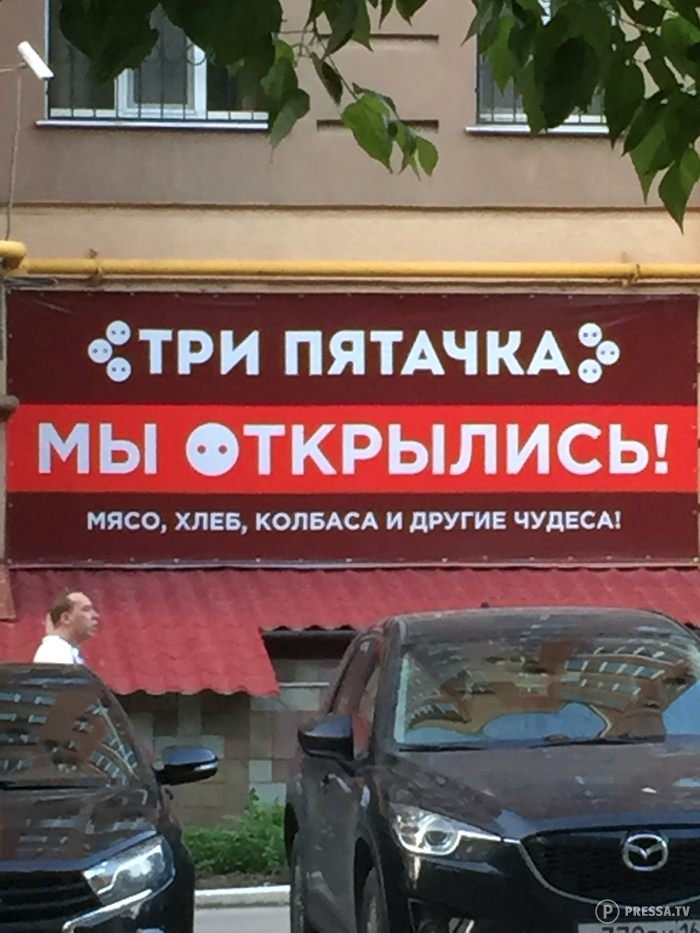 ТРИ ПЯТАЧКА
МЫ ОТКРЫЛИСЬ!
МЯСО, ХЛЕБ, КОЛБАСА И ДРУГИЕ ЧУДЕСА!
PRESSA.TV